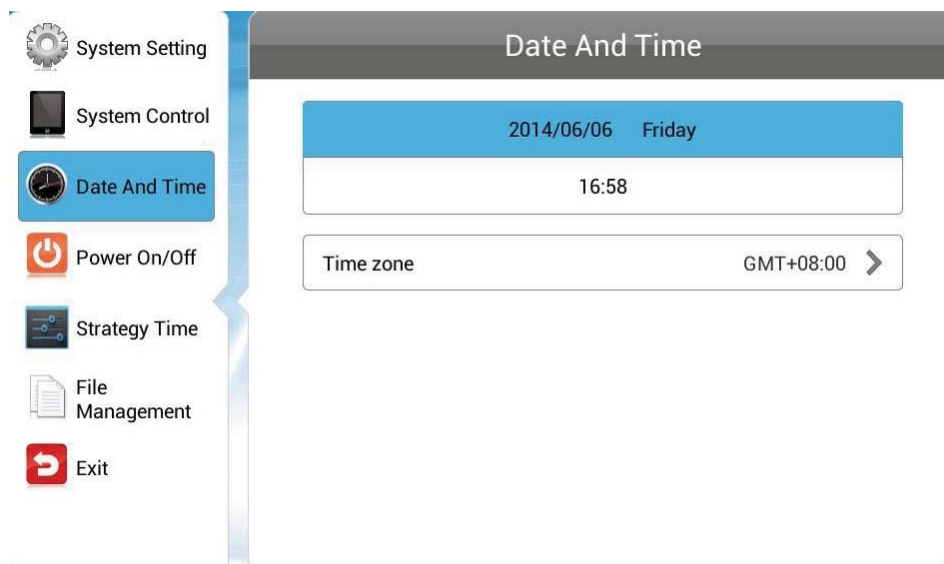 System Setting
System Control
Date And Time
Power On/Off
Strategy Time
File
Management
Exit
Date And Time
2014/06/06 Friday
16:58
Time zone GMT+08:00